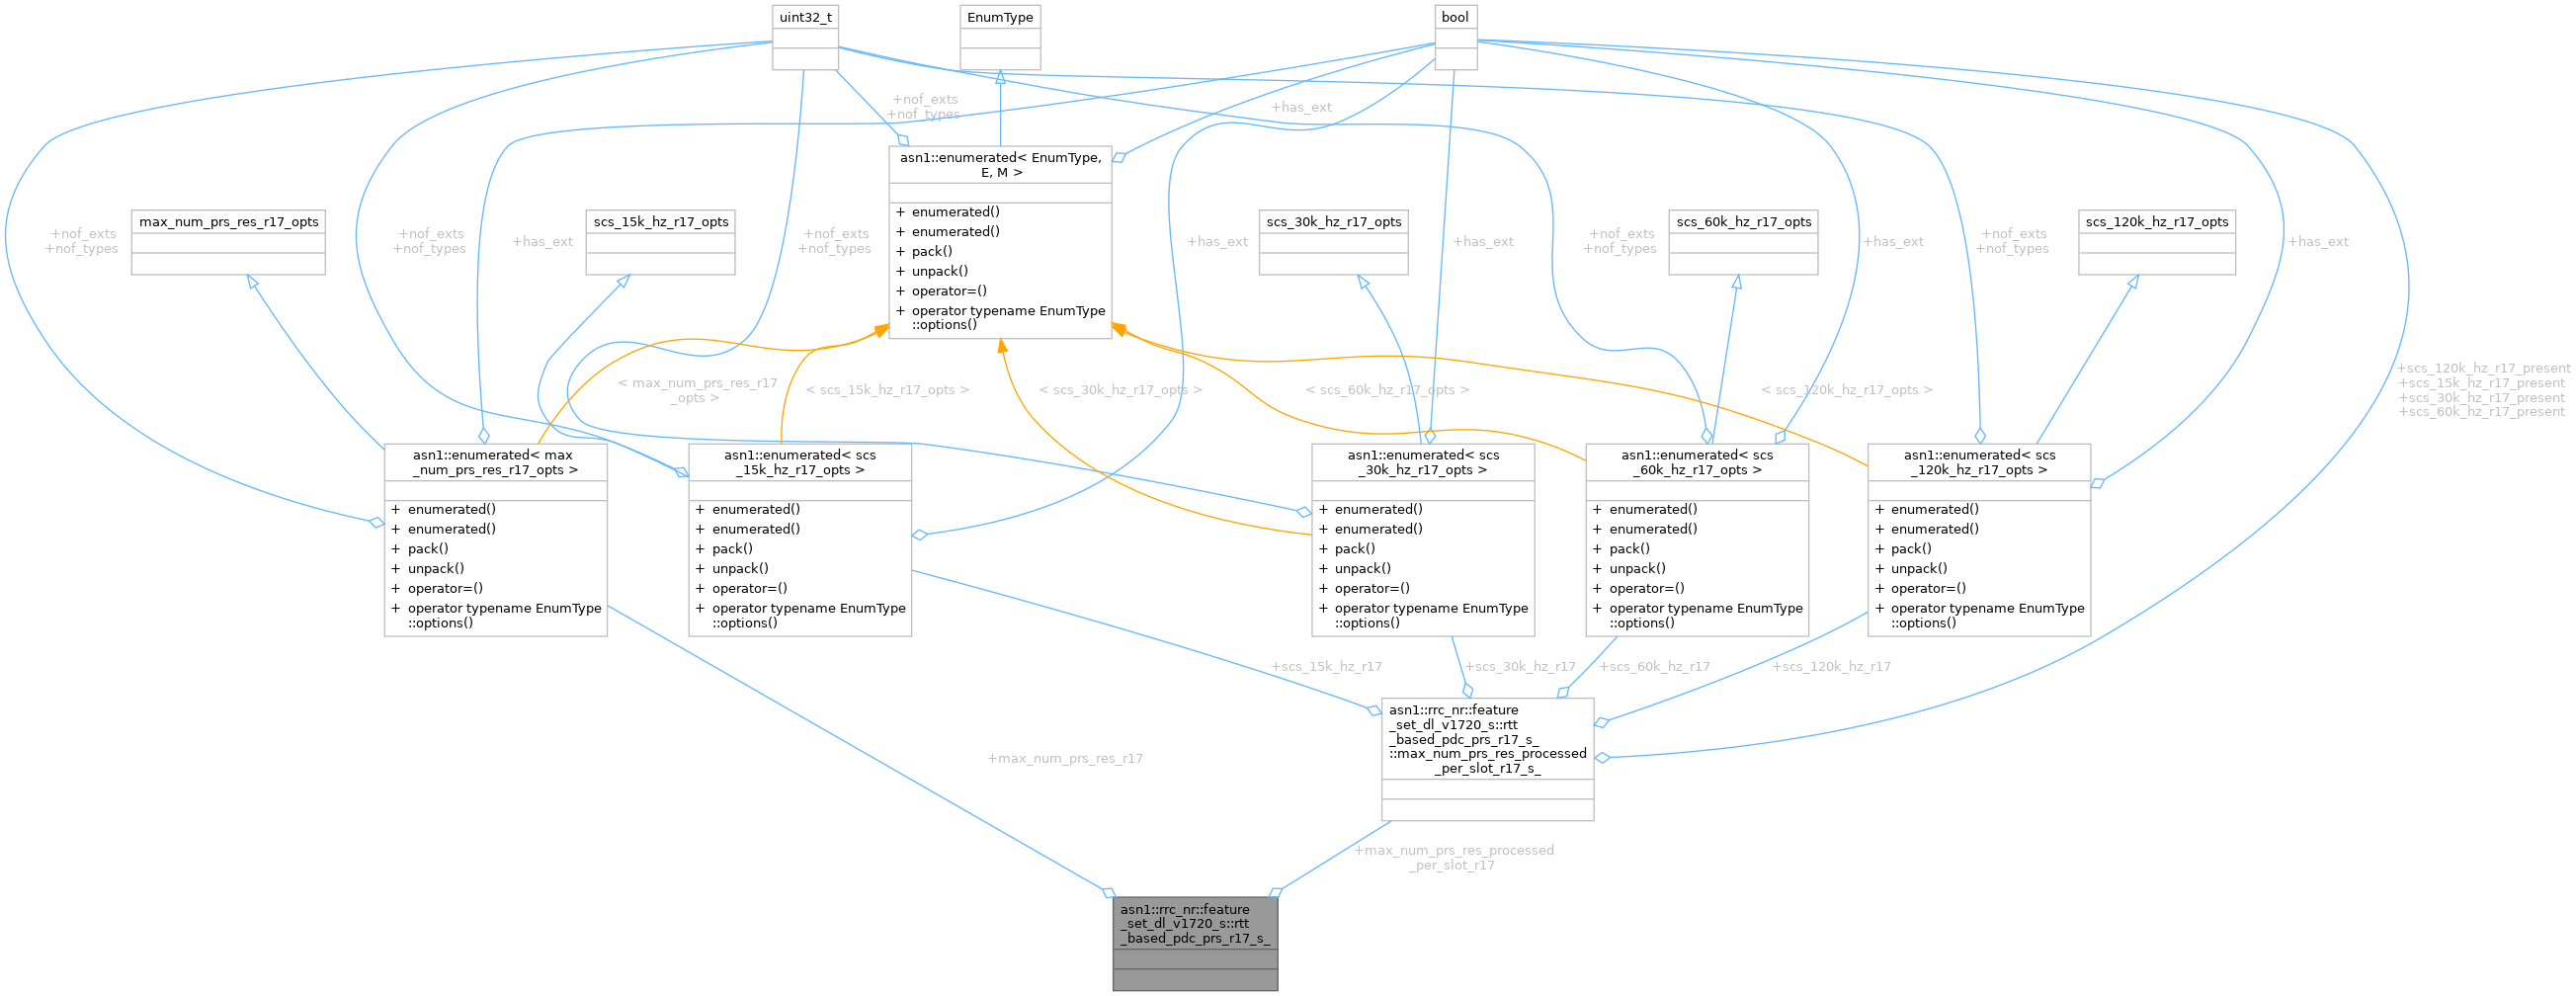 uint32_t
EnumType
bool
+nof_exts
+nof_types
+has_ext
asn1::enumerated< EnumType,
E, M >
+ enumerated()
+ enumerated()
+ pack()
+ unpack()
+ operator=()
+ operator typename EnumType
::options()
max_num_prs_res_r17_opts
scs_15k_hz_r17_opts
scs_30k_hz_r17_opts
scs_60k_hz_r17_opts
scs_120k_hz_r17_opts
+nof_exts
+nof_types
+nof_exts
+nof_types
+has_ext
+nof_exts
+nof_types
+has_ext
+has_ext
+nof_exts
+nof_types
+has_ext
+nof_exts
+nof_types
+has_ext
< max_num_prs_res_r17
_opts >
< scs_15k_hz_r17_opts >
< scs_30k_hz_r17_opts >
< scs_60k_hz_r17_opts >
< scs_120k_hz_r17_opts >
+scs_120k_hz_r17_present
+scs_15k_hz_r17_present
+scs_30k_hz_r17_present
+scs_60k_hz_r17_present
asn1::enumerated< max
_num_prs_res_r17_opts >
+ enumerated()
+ enumerated()
+ pack()
+ unpack()
+ operator=()
+ operator typename EnumType
::options()
asn1::enumerated< scs
_15k_hz_r17_opts >
+ enumerated()
+ enumerated()
+ pack()
+ unpack()
+ operator=()
+ operator typename EnumType
::options()
asn1::enumerated< scs
_30k_hz_r17_opts >
+ enumerated()
+ enumerated()
+ pack()
+ unpack()
+ operator=()
+ operator typename EnumType
::options()
asn1::enumerated< scs
_60k_hz_r17_opts >
+ enumerated()
+ enumerated()
+ pack()
+ unpack()
+ operator=()
+ operator typename EnumType
::options()
asn1::enumerated< scs
_120k_hz_r17_opts >
+ enumerated()
+ enumerated()
+ pack()
+ unpack()
+ operator=()
+ operator typename EnumType
::options()
+scs_15k_hz_r17
+scs_30k_hz_r17
+scs_60k_hz_r17
+scs_120k_hz_r17
asn1::rrc_nr::feature
_set_dl_v1720_s::rtt
_based_pdc_prs_r17_s_
::max_num_prs_res_processed
_per_slot_r17_s_
+max_num_prs_res_r17
+max_num_prs_res_processed
_per_slot_r17
asn1::rrc_nr::feature
_set_dl_v1720_s::rtt
_based_pdc_prs_r17_s_